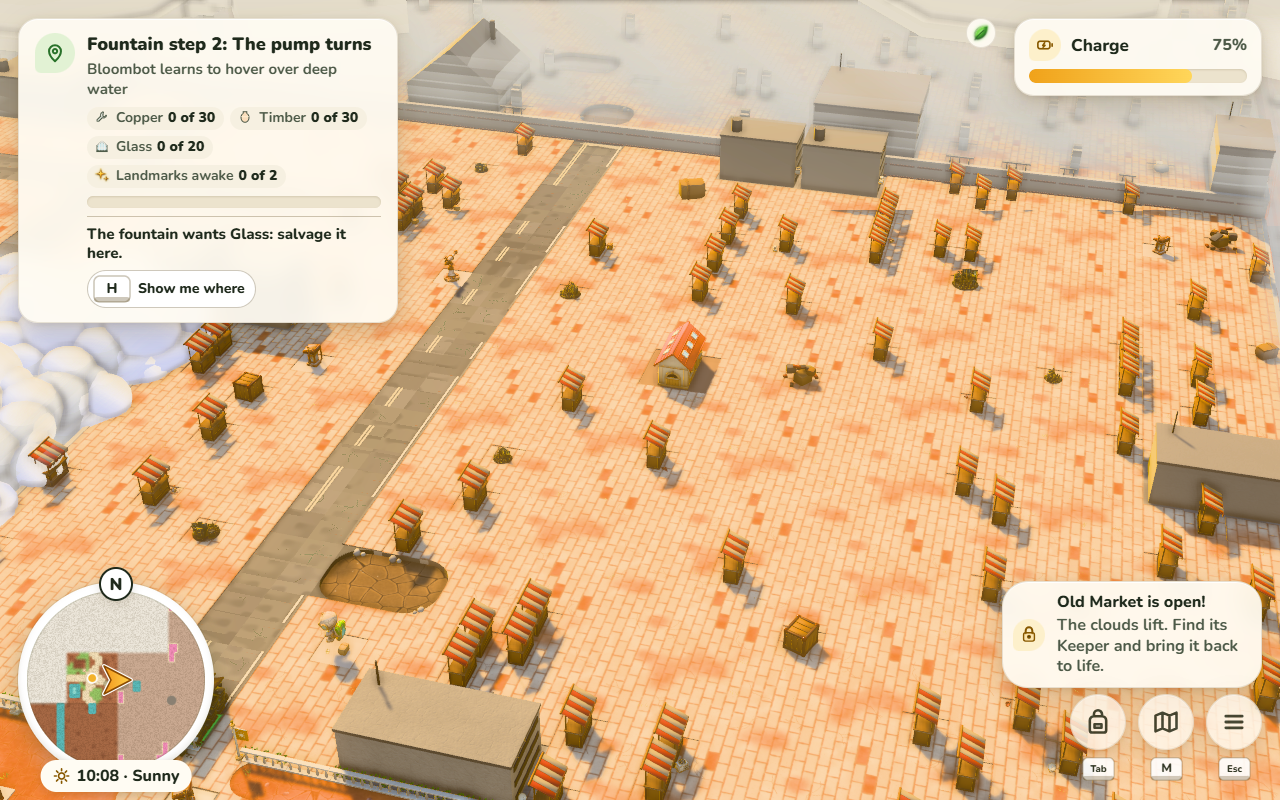 Fountain step 2: The pump turns
Bloombot learns to hover over deep
water
Copper 0 of 30
Timber 0 of 30
Glass 0 of 20
Landmarks awake 0 of 2
The fountain wants Glass: salvage it
here.
H Show me where
Charge 75%
Old Market is open!
The clouds lift. Find its
Keeper and bring it back
to life.
Tab
M
Esc
N
10:08 · Sunny